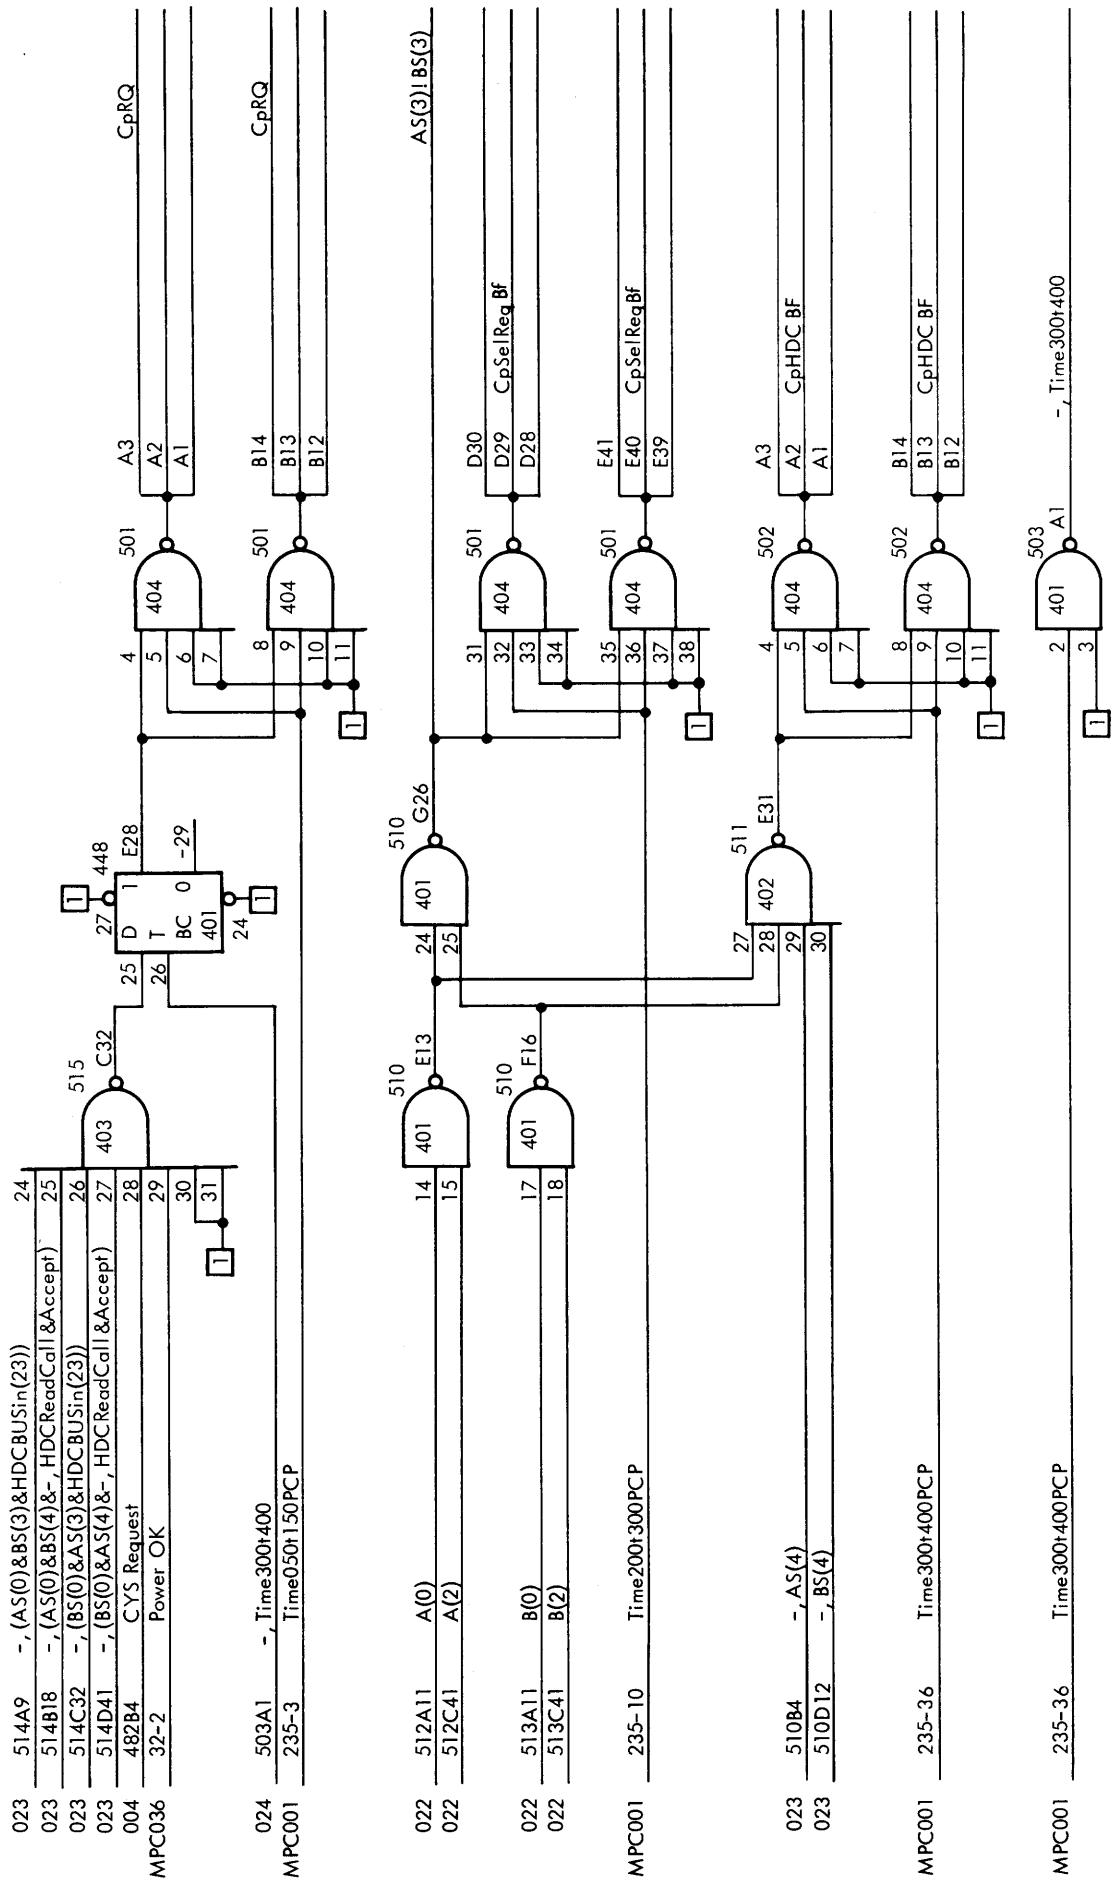 023 514A9 -, (AS(0)&BS(3)&HDCBUSin(23)) 24
023 514B18 -, (AS(0)&BS(4)&-, HDCReadCall&Accept) 25
023 514C32 -, (BS(0)&AS(3)&HDCBUSin(23)) 26
023 514D41 -, (BS(0)&AS(4)&-, HDCReadCall&Accept) 27
004 482B4 CYS Request 28
MPC036 32-2 Power OK 29
30
31
1
403
515
C32
25
26
27
1
D 1
T
BC 0
401
448
24
1
E28
-29
024 503A1 -, Time300t400
MPC001 235-3 Time050t150PCP
4
5
6
7
404
501
A3
A2
A1
CpRQ
8
9
10
11
1
404
501
B14
B13
B12
CpRQ
022 512A11 A(0) 14
022 512C41 A(2) 15
401
510
E13
022 513A11 B(0) 17
022 513C41 B(2) 18
401
510
F16
24
25
401
510
G26
AS(3)!BS(3)
31
32
33
34
404
501
D30
D29
D28
CpSelReqBf
MPC001 235-10 Time200t300PCP
35
36
37
38
1
404
501
E41
E40
E39
CpSelReqBf
27
28
023 510B4 -, AS(4) 29
023 510D12 -, BS(4) 30
402
511
E31
4
5
6
7
404
502
A3
A2
A1
CpHDC BF
MPC001 235-36 Time300t400PCP
8
9
10
11
1
404
502
B14
B13
B12
CpHDC BF
MPC001 235-36 Time300t400PCP
2
3
1
401
503
A1
-, Time300t400